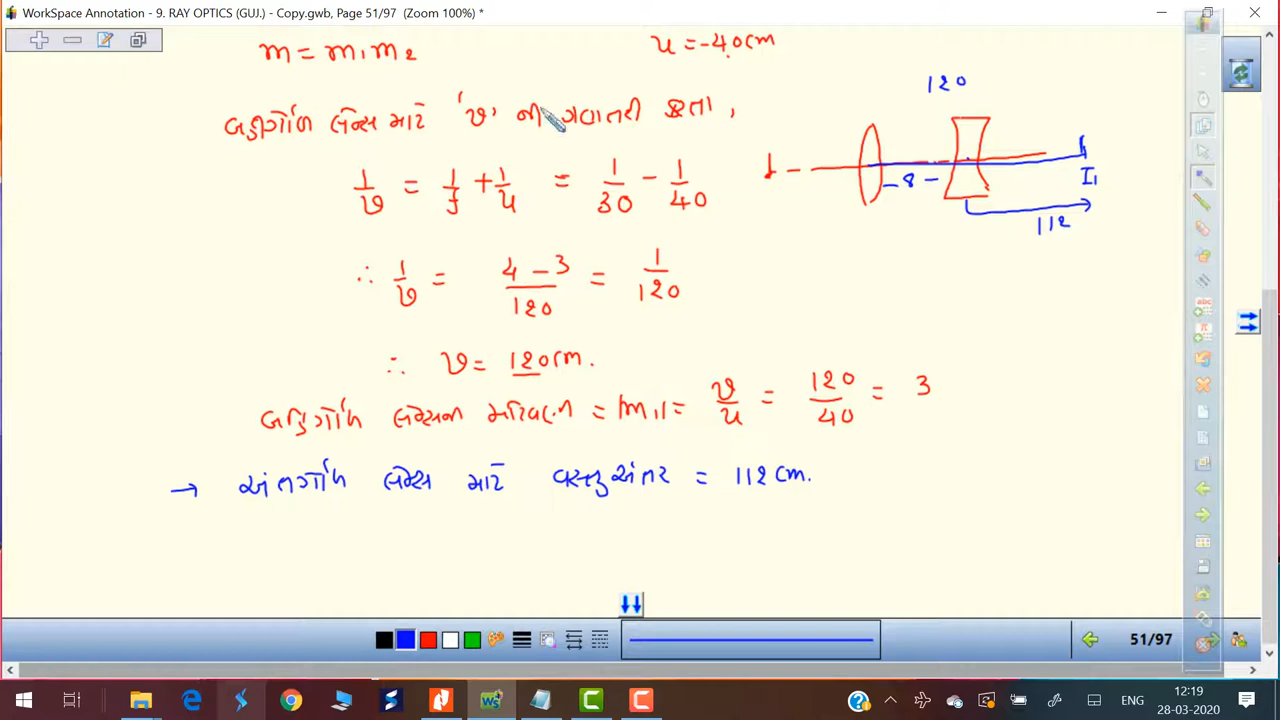 WorkSpace Annotation - 9. RAY OPTICS (GUJ.) - Copy.gwb, Page 51/97 (Zoom 100%) *
m = m₁m₂ u = -40cm
120
બહિર્ગોળ લેન્સ માટે 'v' ની ગણતરી કરતા,
1/v = 1/f + 1/u = 1/30 - 1/40
-8-
I₁
112
∴ 1/v = 4-3/120 = 1/120
∴ v = 120cm.
બહિર્ગોળ લેન્સની મોટવણી = |m₁| = v/u = 120/40 = 3
→ અંતર્ગોળ લેન્સ માટે વસ્તુઅંતર = 112cm.
51/97
ENG
12:19
28-03-2020